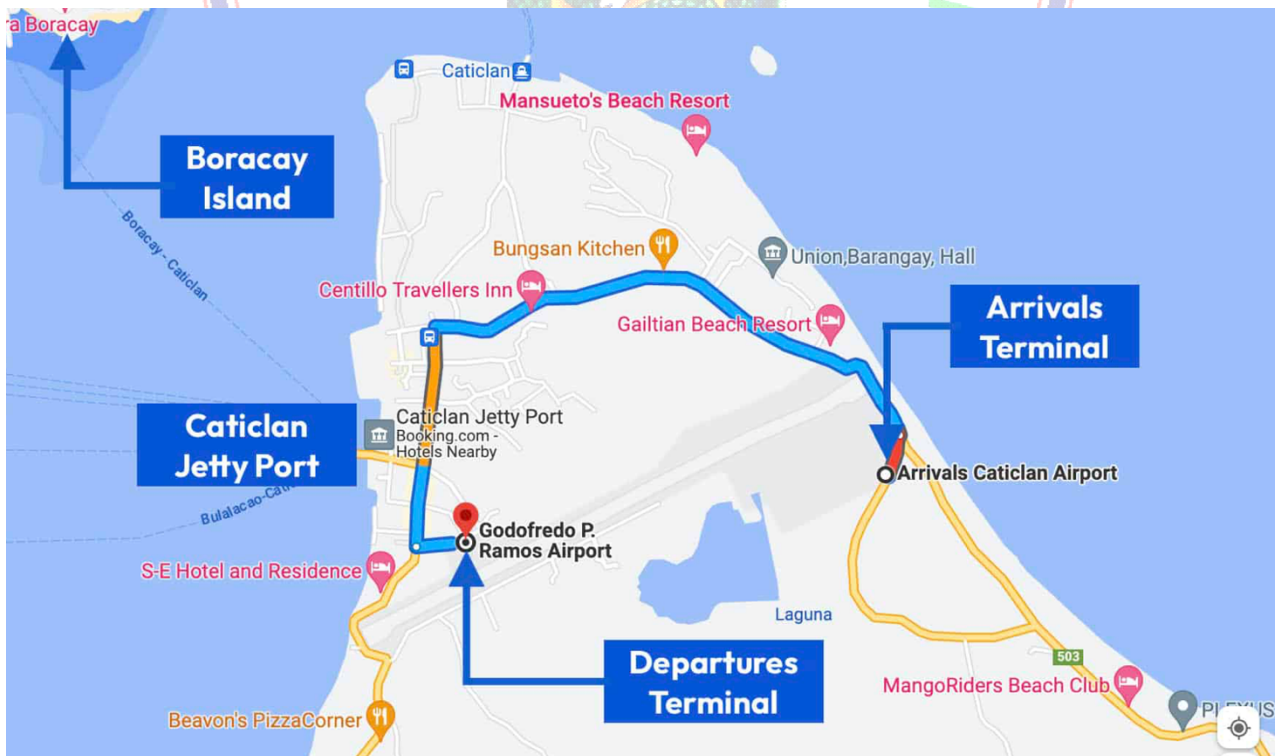 ra Boracay
Caticlan
Mansueto's Beach Resort
Boracay
Island
Boracay - Caticlan
Bungsan Kitchen
Union,Barangay, Hall
Centillo Travellers Inn
Gailtian Beach Resort
Arrivals
Terminal
Caticlan
Jetty Port
Caticlan Jetty Port
Booking.com -
Hotels Nearby
Arrivals Caticlan Airport
Godofredo P.
Ramos Airport
S-E Hotel and Residence
Laguna
Departures
Terminal
503
MangoRiders Beach Club
Beavon's PizzaCorner